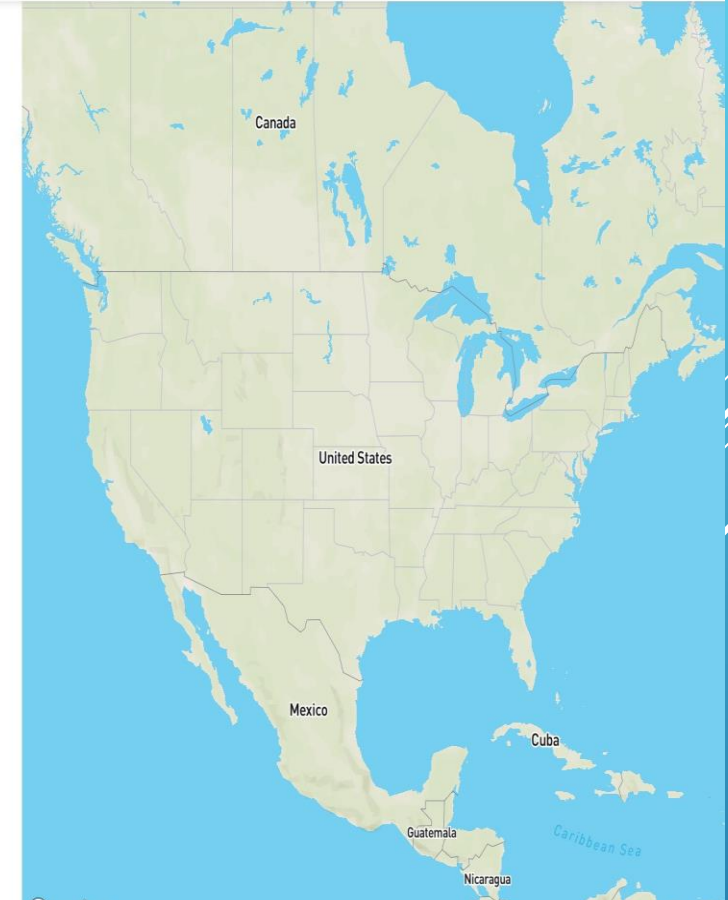 Canada
United States
Mexico
Cuba
Guatemala
Caribbean Sea
Nicaragua